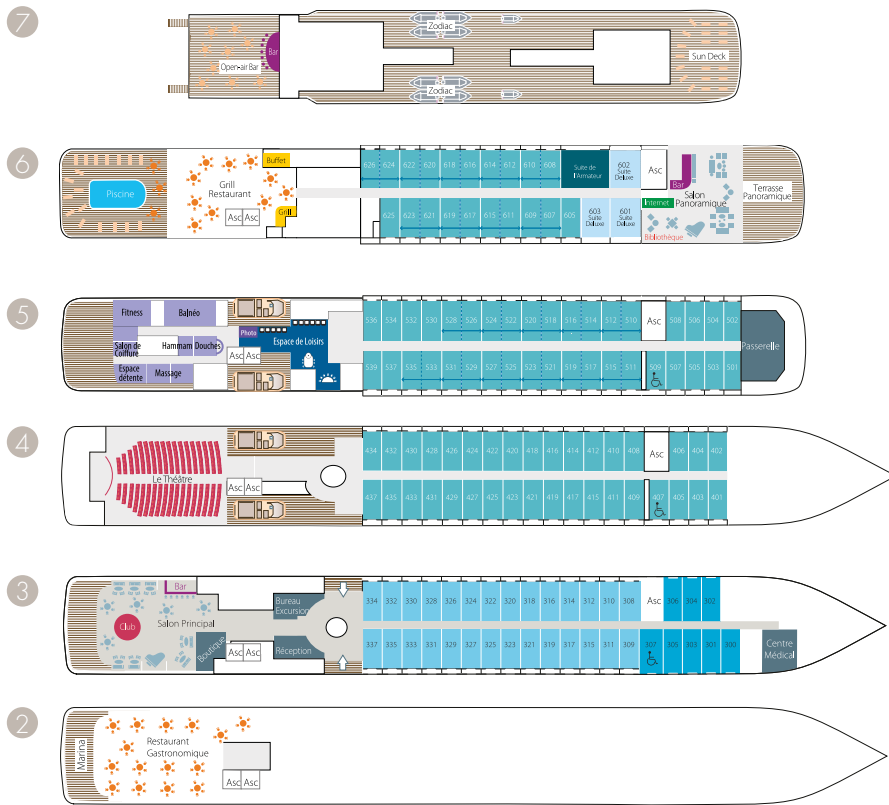 7
Zodiac
Bar
Open-air Bar
Sun Deck
Zodiac
6
Buffet
626 624 622 620 618 616 614 612 610 608
Suite de
l'Armateur
602
Suite
Deluxe
Asc
Bar
Piscine
Grill
Restaurant
Internet
Salon
Panoramique
Terrasse
Panoramique
Asc Asc
Grill
625 623 621 619 617 615 611 609 607 605
603
Suite
Deluxe
601
Suite
Deluxe
Bibliothéque
5
Fitness
Balnéo
536 534 532 530 528 526 524 522 520 518 516 514 512 510
Asc
508 506 504 502
Photo
Espace de Loisirs
Salon de
Coiffure
Hammam
Douches
Asc Asc
Passerelle
Espace
détente
Massage
539 537 535 533 531 529 527 525 523 521 519 517 515 511
509
507 505 503 501
4
434 432 430 428 426 424 422 420 418 416 414 412 410 408
Asc
406 404 402
Le Théâtre
Asc Asc
437 435 433 431 429 427 425 423 421 419 417 415 411 409
407
405 403 401
3
Bar
Bureau
Excursion
334 332 330 328 326 324 322 320 318 316 314 312 310 308
Asc
306 304 302
Club
Salon Principal
Boutique
Asc Asc
Réception
337 335 333 331 329 327 325 323 321 319 317 315 311 309
307
305 303 301 300
Centre
Médical
2
Marina
Restaurant
Gastronomique
Asc Asc